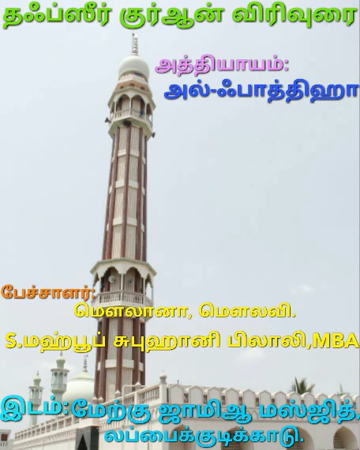 தஃப்ஸீர் குர்ஆன் விரிவுரை
அத்தியாயம்:
அல்-ஃபாத்திஹா
பேச்சாளர்:
மௌலானா, மௌலவி.
S.மஹ்பூப் சுபுஹானி பிலாலி,MBA
இடம்:மேற்கு ஜாமிஆ மஸ்ஜித்,
லப்பைக்குடிக்காடு.